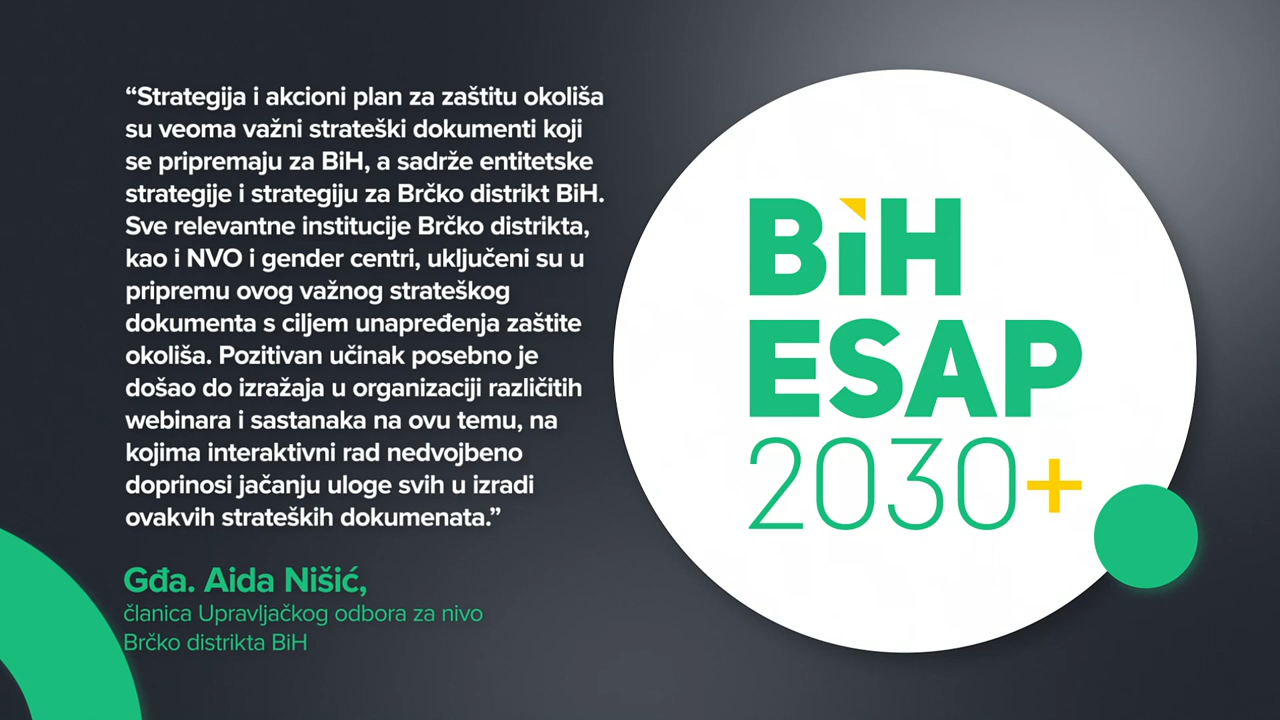 “Strategija i akcioni plan za zaštitu okoliša
su veoma važni strateški dokumenti koji
se pripremaju za BiH, a sadrže entitetske
strategije i strategiju za Brčko distrikt BiH.
Sve relevantne institucije Brčko distrikta,
kao i NVO i gender centri, uključeni su u
pripremu ovog važnog strateškog
dokumenta s ciljem unapređenja zaštite
okoliša. Pozitivan učinak posebno je
došao do izražaja u organizaciji različitih
webinara i sastanaka na ovu temu, na
kojima interaktivni rad nedvojbeno
doprinosi jačanju uloge svih u izradi
ovakvih strateških dokumenata.”
Gđa. Aida Nišić,
članica Upravljačkog odbora za nivo
Brčko distrikta BiH
BiH
ESAP
2030+